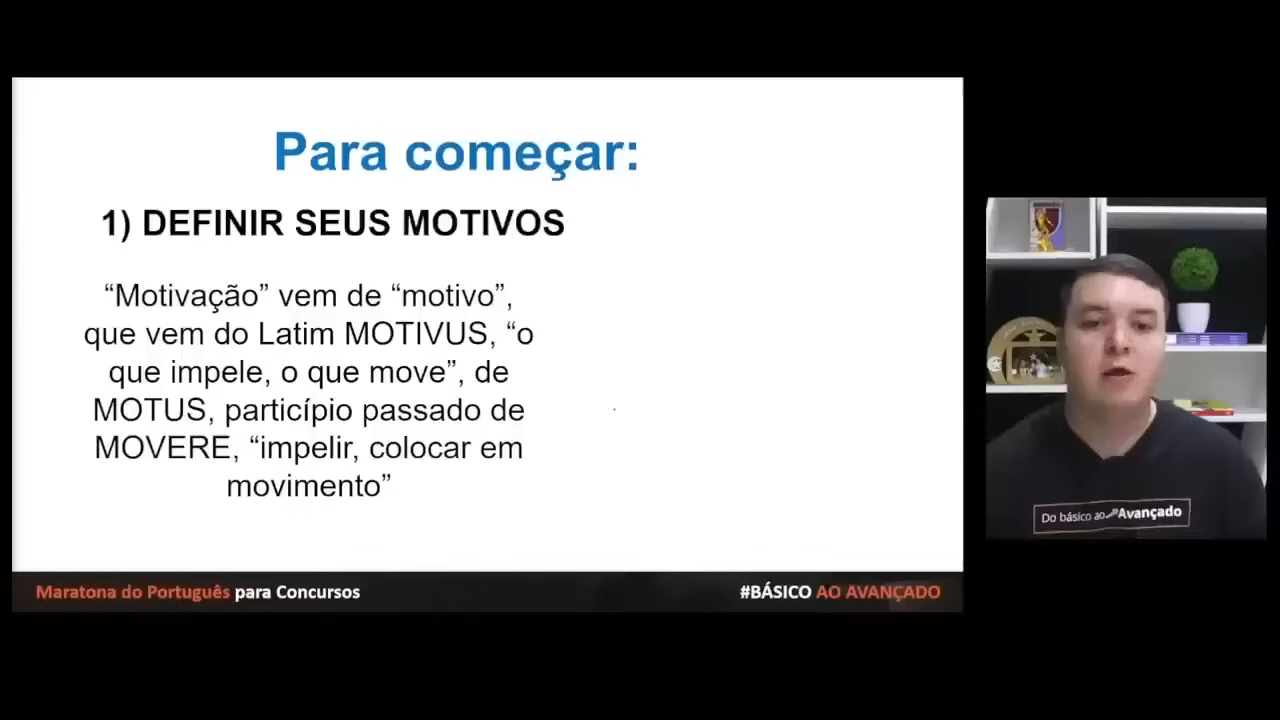 Para começar:
1) DEFINIR SEUS MOTIVOS
“Motivação” vem de “motivo”,
que vem do Latim MOTIVUS, “o
que impele, o que move”, de
MOTUS, particípio passado de
MOVERE, “impelir, colocar em
movimento”
Maratona do Português para Concursos
#BÁSICO AO AVANÇADO
Do básico ao Avançado